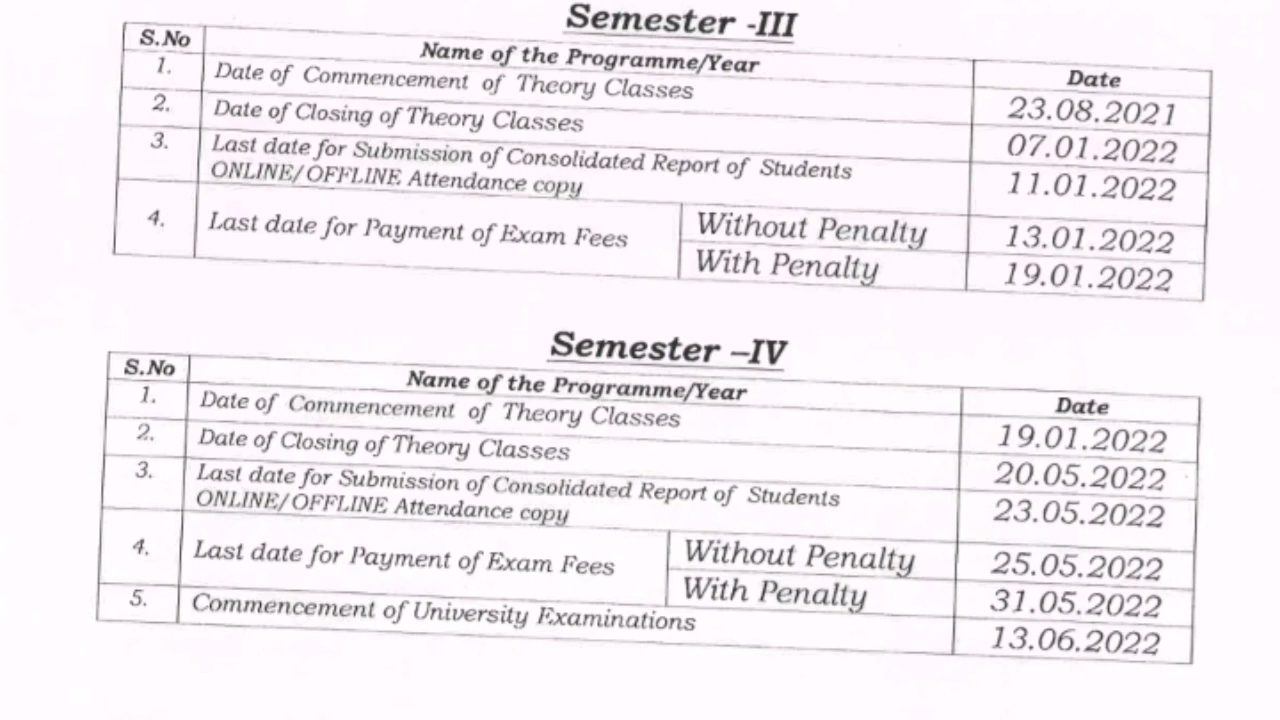 Semester -III
S.No Name of the Programme/Year Date
1. Date of Commencement of Theory Classes 23.08.2021
2. Date of Closing of Theory Classes 07.01.2022
3. Last date for Submission of Consolidated Report of Students 11.01.2022
ONLINE/OFFLINE Attendance copy
4. Last date for Payment of Exam Fees Without Penalty 13.01.2022
With Penalty 19.01.2022
Semester –IV
S.No Name of the Programme/Year Date
1. Date of Commencement of Theory Classes 19.01.2022
2. Date of Closing of Theory Classes 20.05.2022
3. Last date for Submission of Consolidated Report of Students 23.05.2022
ONLINE/OFFLINE Attendance copy
4. Last date for Payment of Exam Fees Without Penalty 25.05.2022
With Penalty 31.05.2022
5. Commencement of University Examinations 13.06.2022